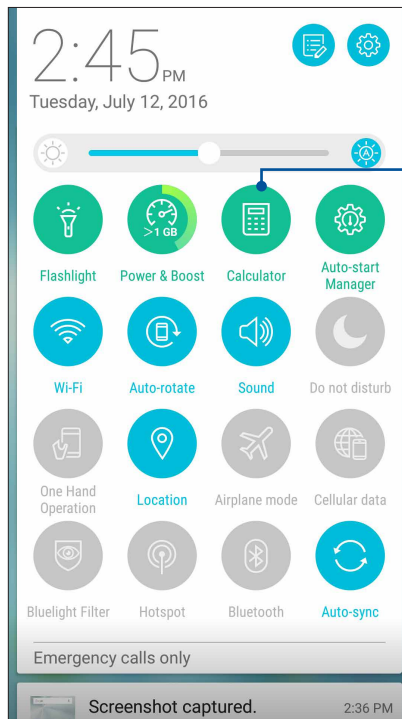 2:45 PM
Tuesday, July 12, 2016
A
>1 GB
Flashlight
Power & Boost
Calculator
Auto-start
Manager
Wi-Fi
Auto-rotate
Sound
Do not disturb
One Hand
Operation
Location
Airplane mode
Cellular data
Bluelight Filter
Hotspot
Bluetooth
Auto-sync
Emergency calls only
Screenshot captured.
2:36 PM